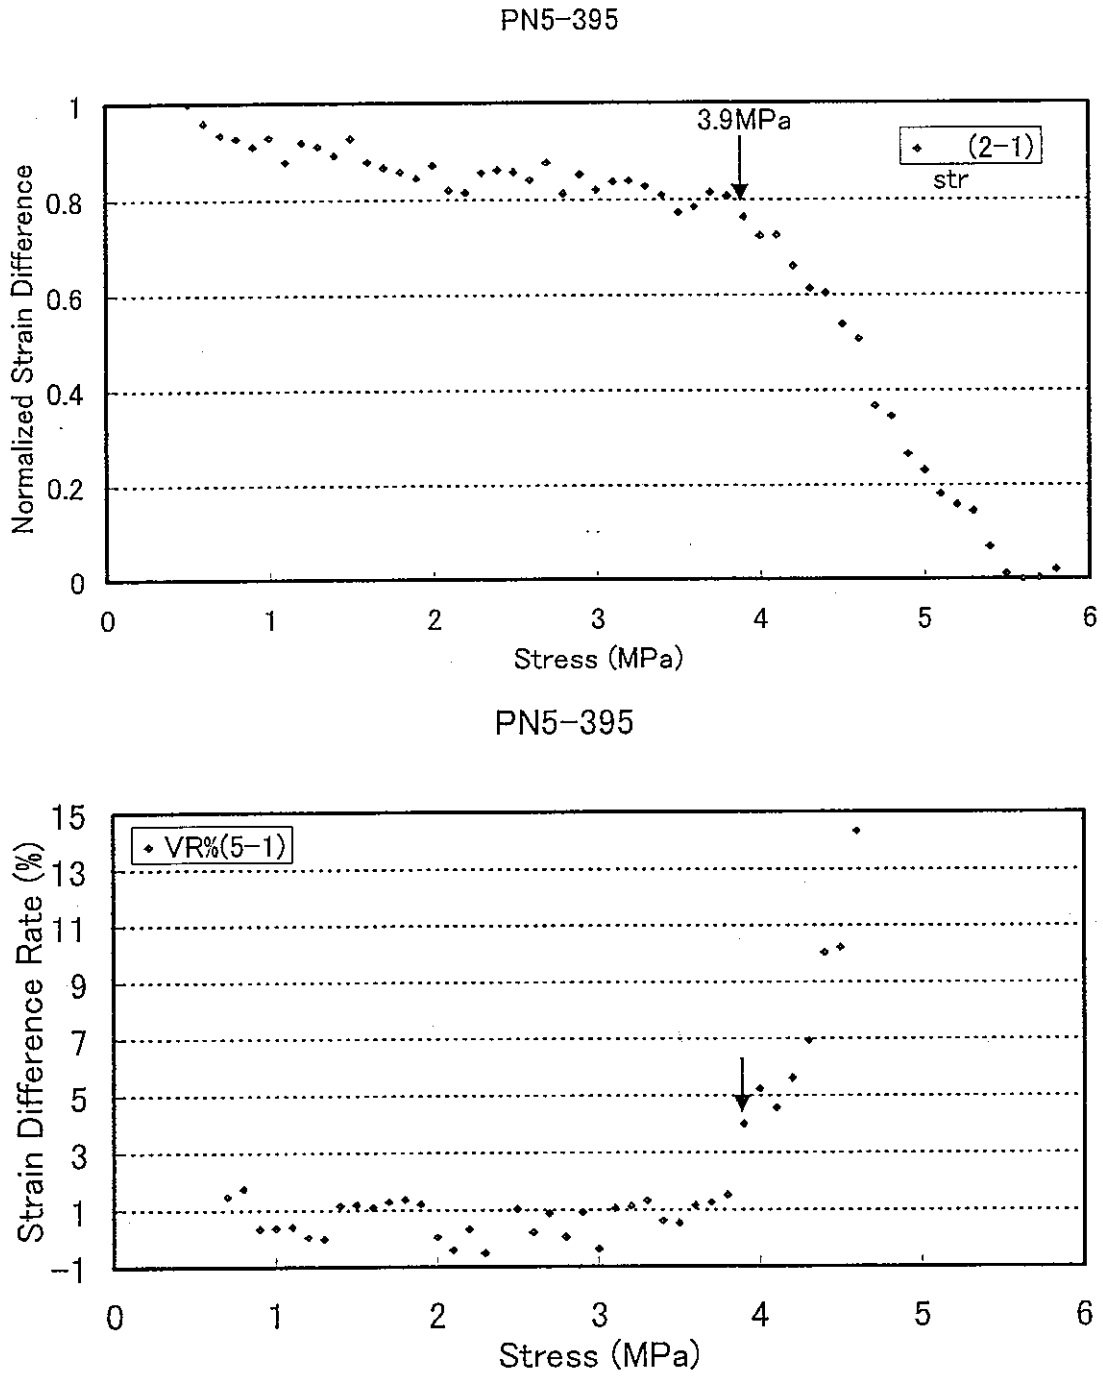 PN5-395
1
3.9MPa
(2-1)
str
0.8
0.6
0.4
0.2
0
Normalized Strain Difference
0 1 2 3 4 5 6
Stress (MPa)
PN5-395
15
VR%(5-1)
13
11
9
7
5
3
1
-1
Strain Difference Rate (%)
0 1 2 3 4 5 6
Stress (MPa)